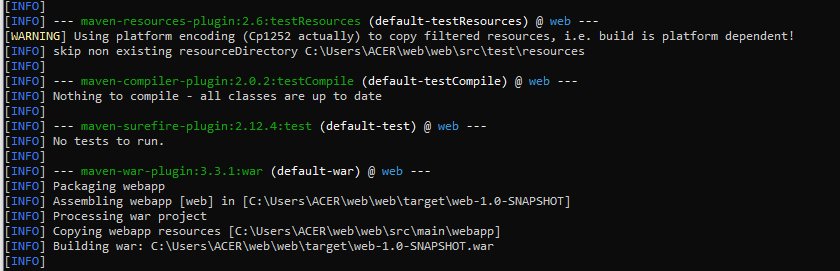 [INFO]
[INFO] --- maven-resources-plugin:2.6:testResources (default-testResources) @ web ---
[WARNING] Using platform encoding (Cp1252 actually) to copy filtered resources, i.e. build is platform dependent!
[INFO] skip non existing resourceDirectory C:\Users\ACER\web\web\src\test\resources
[INFO]
[INFO] --- maven-compiler-plugin:2.0.2:testCompile (default-testCompile) @ web ---
[INFO] Nothing to compile - all classes are up to date
[INFO]
[INFO] --- maven-surefire-plugin:2.12.4:test (default-test) @ web ---
[INFO] No tests to run.
[INFO]
[INFO] --- maven-war-plugin:3.3.1:war (default-war) @ web ---
[INFO] Packaging webapp
[INFO] Assembling webapp [web] in [C:\Users\ACER\web\web\target\web-1.0-SNAPSHOT]
[INFO] Processing war project
[INFO] Copying webapp resources [C:\Users\ACER\web\web\src\main\webapp]
[INFO] Building war: C:\Users\ACER\web\web\target\web-1.0-SNAPSHOT.war
[INFO]